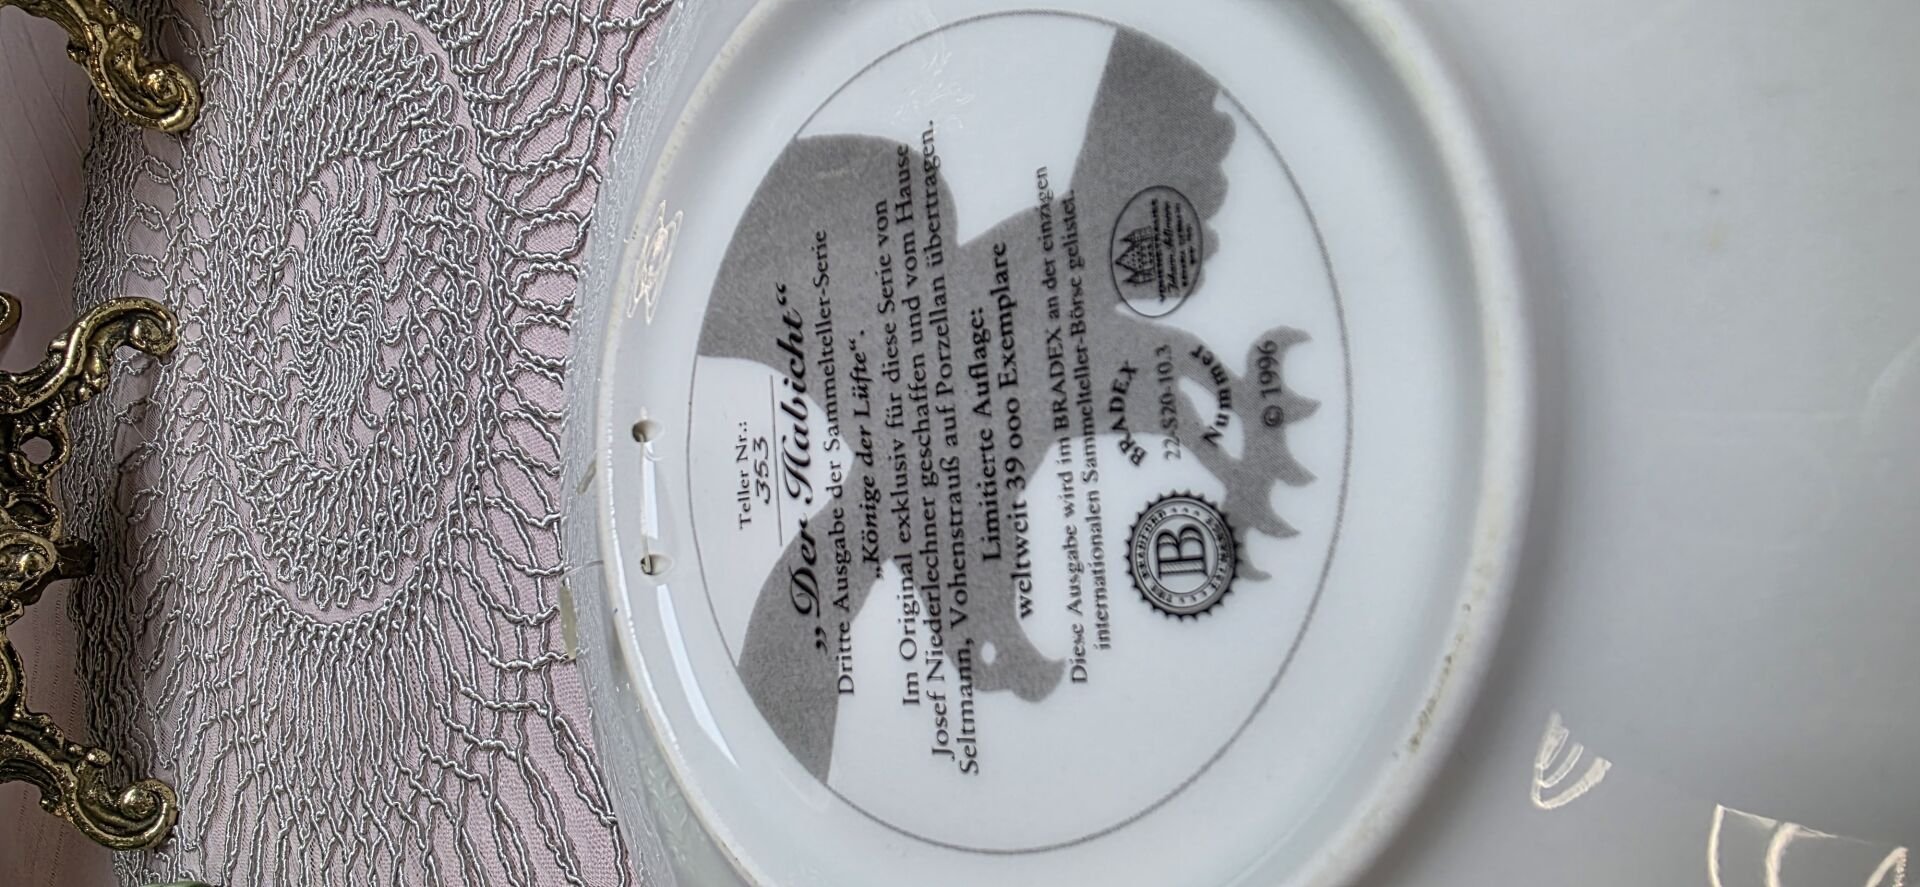 Teller Nr.:
353
„Der Habicht“
Dritte Ausgabe der Sammelteller-Serie
„Könige der Lüfte“.
Im Original exklusiv für diese Serie von
Josef Niederlechner geschaffen und vom Hause
Seltmann, Vohenstrauß auf Porzellan übertragen.
Limitierte Auflage:
weltweit 39 000 Exemplare
Diese Ausgabe wird im BRADEX an der einzigen
internationalen Sammelteller-Börse gelistet.
BRADEX
22-S20-10.3
Nummer
B
© 1996